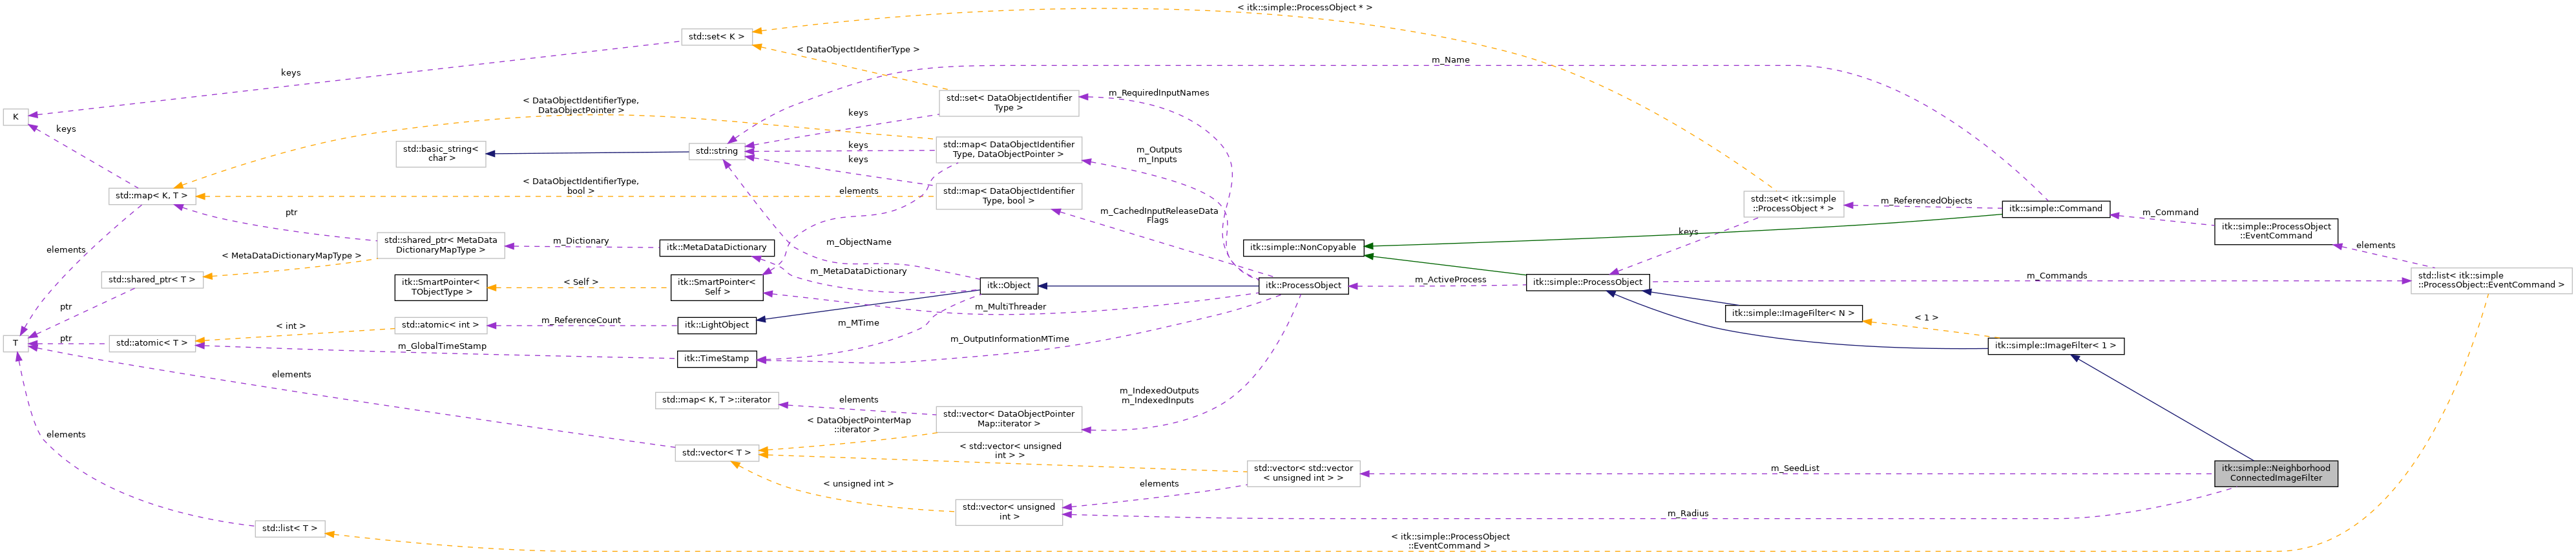 < itk::simple::ProcessObject * >
std::set< K >
< DataObjectIdentifierType >
m_Name
keys
std::set< DataObjectIdentifier
Type >
m_RequiredInputNames
< DataObjectIdentifierType,
DataObjectPointer >
K
keys
keys
std::basic_string<
char >
std::string
keys
keys
std::map< DataObjectIdentifier
Type, DataObjectPointer >
m_Outputs
m_Inputs
std::map< K, T >
< DataObjectIdentifierType,
bool >
elements
std::map< DataObjectIdentifier
Type, bool >
m_CachedInputReleaseData
Flags
std::set< itk::simple
::ProcessObject * >
m_ReferencedObjects
itk::simple::Command
m_Command
itk::simple::ProcessObject
::EventCommand
elements
ptr
elements
std::shared_ptr< MetaData
DictionaryMapType >
m_Dictionary
itk::MetaDataDictionary
m_ObjectName
itk::simple::NonCopyable
keys
< MetaDataDictionaryMapType >
std::shared_ptr< T >
itk::SmartPointer<
TObjectType >
< Self >
itk::SmartPointer<
Self >
m_MetaDataDictionary
itk::Object
itk::ProcessObject
m_ActiveProcess
itk::simple::ProcessObject
m_Commands
std::list< itk::simple
::ProcessObject::EventCommand >
ptr
m_MultiThreader
< int >
std::atomic< int >
m_ReferenceCount
itk::LightObject
m_MTime
itk::simple::ImageFilter< N >
< 1 >
T
ptr
std::atomic< T >
m_GlobalTimeStamp
itk::TimeStamp
m_OutputInformationMTime
itk::simple::ImageFilter< 1 >
elements
std::map< K, T >::iterator
elements
std::vector< DataObjectPointer
Map::iterator >
m_IndexedOutputs
m_IndexedInputs
< DataObjectPointerMap
::iterator >
elements
std::vector< T >
< std::vector< unsigned
int > >
std::vector< std::vector
< unsigned int > >
m_SeedList
itk::simple::Neighborhood
ConnectedImageFilter
< unsigned int >
elements
std::vector< unsigned
int >
m_Radius
std::list< T >
< itk::simple::ProcessObject
::EventCommand >